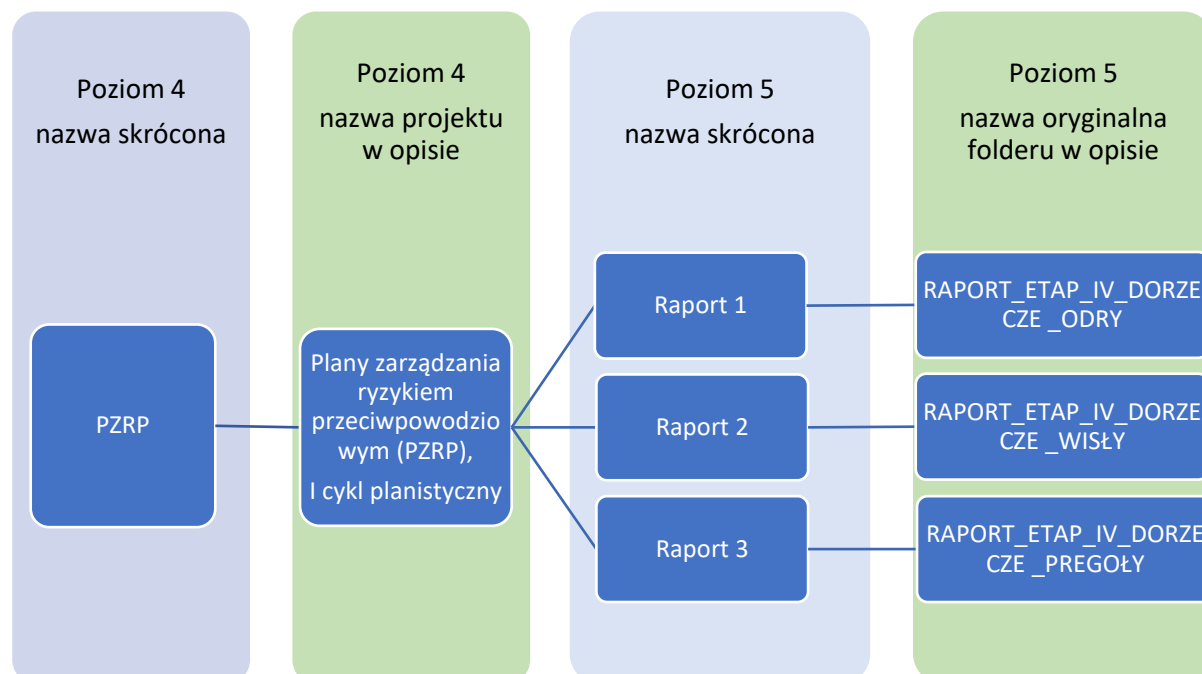 Poziom 4
nazwa skrócona
Poziom 4
nazwa projektu
w opisie
Poziom 5
nazwa skrócona
Poziom 5
nazwa oryginalna
folderu w opisie
PZRP
Plany zarządzania
ryzykiem
przeciwpowodzio
wym (PZRP),
I cykl planistyczny
Raport 1
RAPORT_ETAP_IV_DORZE
CZE _ODRY
Raport 2
RAPORT_ETAP_IV_DORZE
CZE _WISŁY
Raport 3
RAPORT_ETAP_IV_DORZE
CZE _PREGOŁY